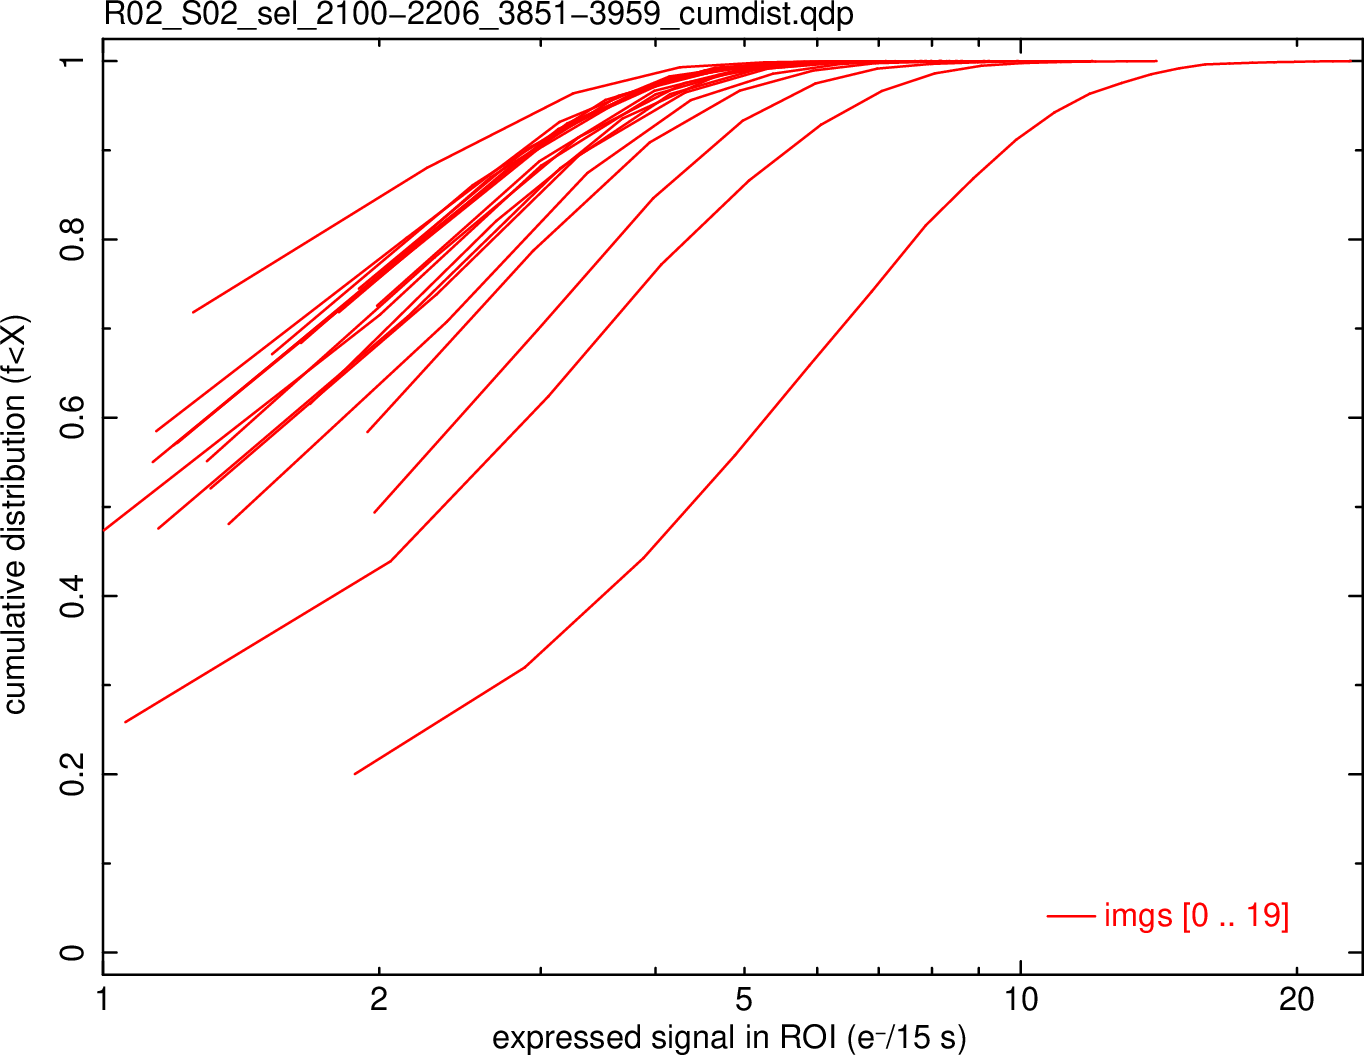 R02_S02_sel_2100−2206_3851−3959_cumdist.qdp
cumulative distribution (f<X)
1
0.8
0.6
0.4
0.2
0
imgs [0 .. 19]
1 2 5 10 20
expressed signal in ROI (e⁻/15 s)